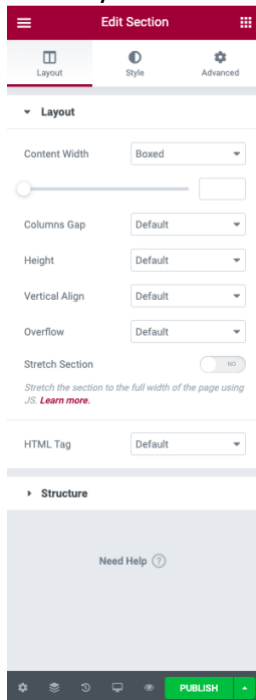 Edit Section
Layout
Style
Advanced
Layout
Content Width
Boxed
Columns Gap
Default
Height
Default
Vertical Align
Default
Overflow
Default
Stretch Section
NO
Stretch the section to the full width of the page using
JS. Learn more.
HTML Tag
Default
Structure
Need Help ?
PUBLISH